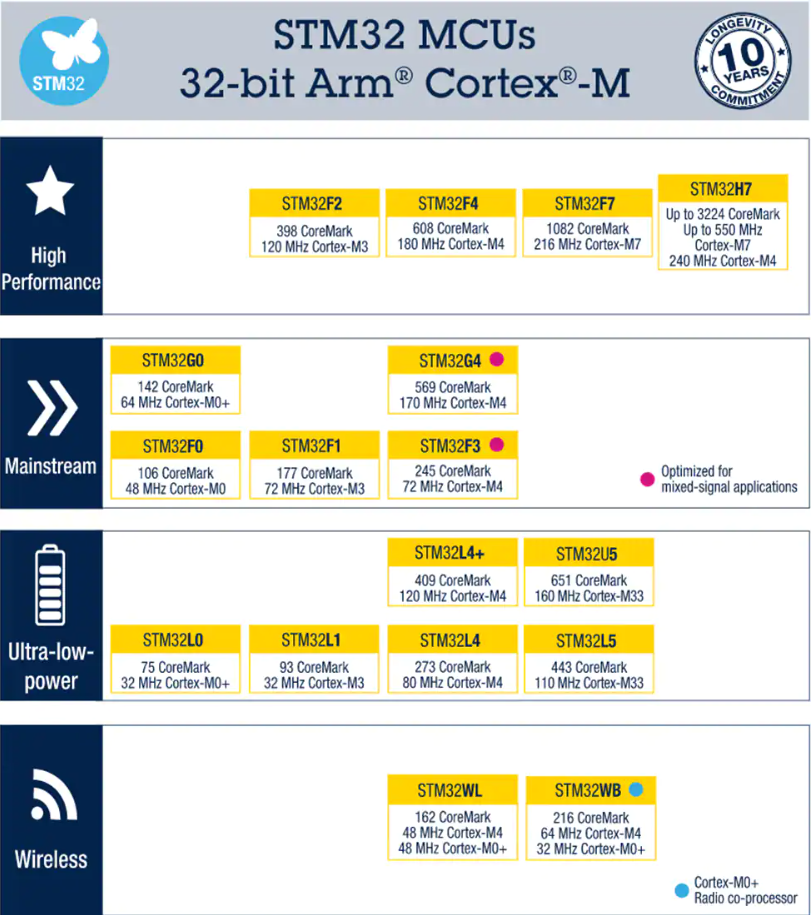 STM32 MCUs
32-bit Arm® Cortex®-M
STM32
LONGEVITY
10
YEARS
COMMITMENT
High
Performance
STM32F2
398 CoreMark
120 MHz Cortex-M3
STM32F4
608 CoreMark
180 MHz Cortex-M4
STM32F7
1082 CoreMark
216 MHz Cortex-M7
STM32H7
Up to 3224 CoreMark
Up to 550 MHz
Cortex-M7
240 MHz Cortex-M4
Mainstream
STM32G0
142 CoreMark
64 MHz Cortex-M0+
STM32G4
569 CoreMark
170 MHz Cortex-M4
STM32F0
106 CoreMark
48 MHz Cortex-M0
STM32F1
177 CoreMark
72 MHz Cortex-M3
STM32F3
245 CoreMark
72 MHz Cortex-M4
Optimized for
mixed-signal applications
Ultra-low-
power
STM32L4+
409 CoreMark
120 MHz Cortex-M4
STM32U5
651 CoreMark
160 MHz Cortex-M33
STM32L0
75 CoreMark
32 MHz Cortex-M0+
STM32L1
93 CoreMark
32 MHz Cortex-M3
STM32L4
273 CoreMark
80 MHz Cortex-M4
STM32L5
443 CoreMark
110 MHz Cortex-M33
Wireless
STM32WL
162 CoreMark
48 MHz Cortex-M4
48 MHz Cortex-M0+
STM32WB
216 CoreMark
64 MHz Cortex-M4
32 MHz Cortex-M0+
Cortex-M0+
Radio co-processor